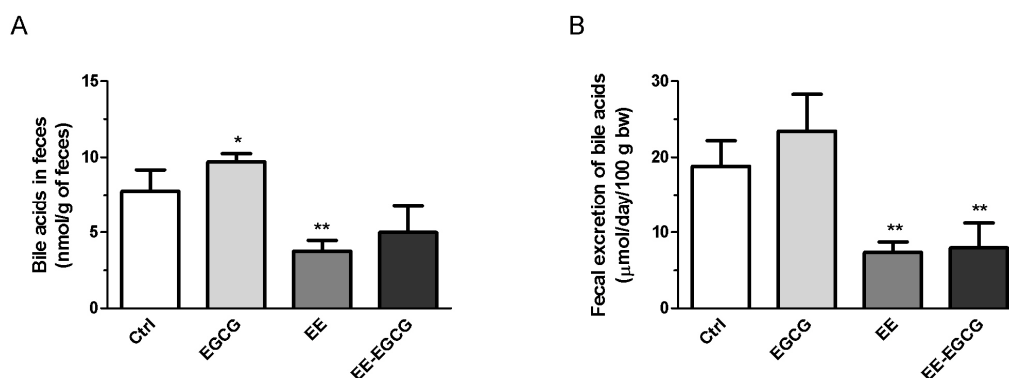 A
Bile acids in feces
(nmol/g of feces)
15
10
5
0
*
**
Ctrl
EGCG
EE
EE-EGCG
B
Fecal excretion of bile acids
(μmol/day/100 g bw)
30
20
10
0
**
**
Ctrl
EGCG
EE
EE-EGCG